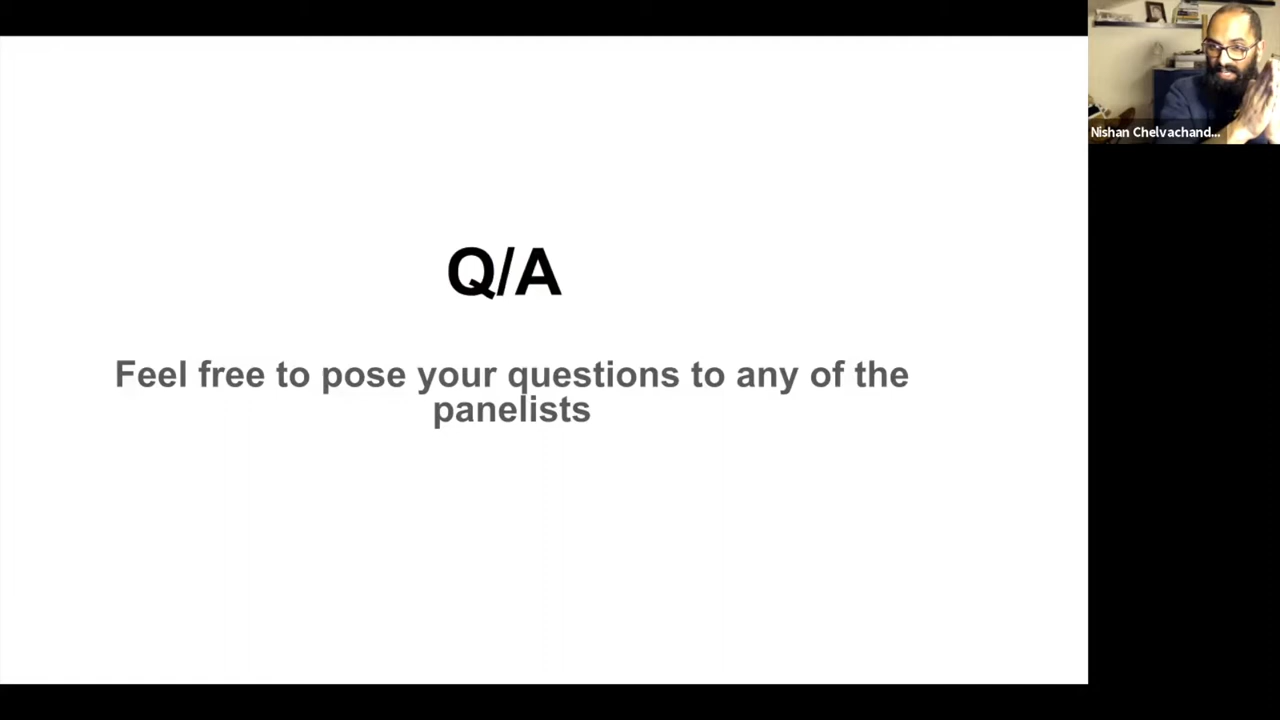 Q/A
Feel free to pose your questions to any of the
panelists
Nishan Chelvachand...